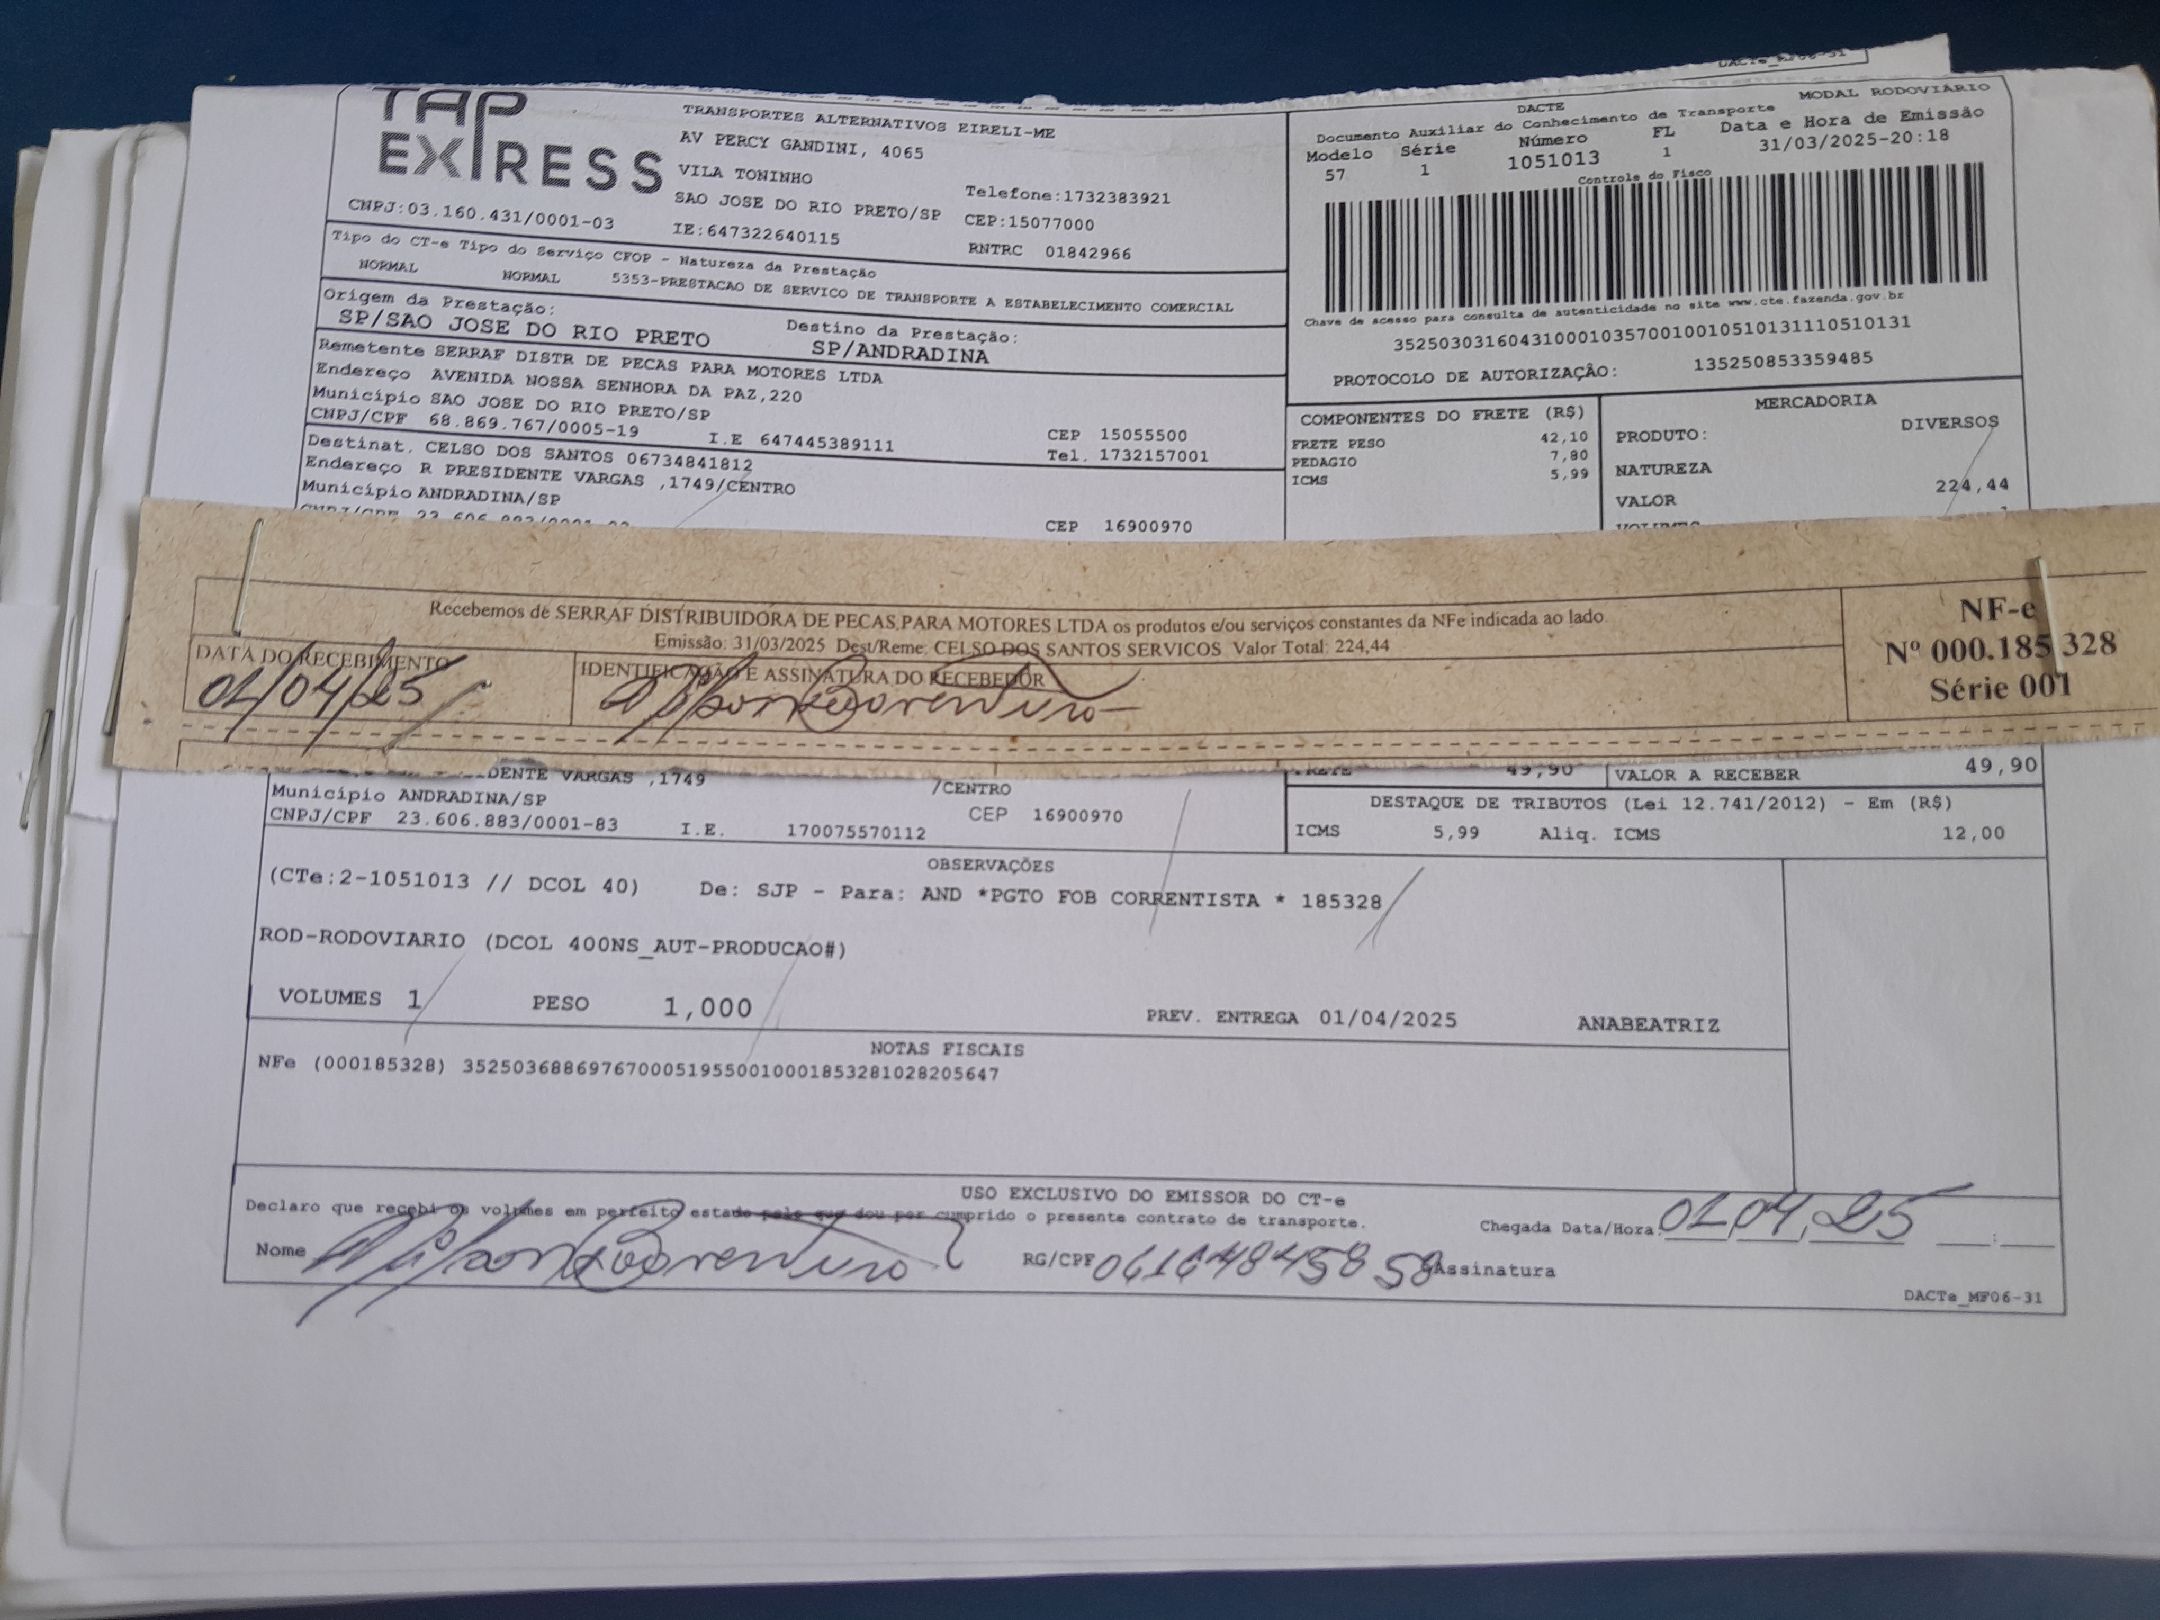 DACTe_MF06-31
TAP EXPRESS
TRANSPORTES ALTERNATIVOS EIRELI-ME
AV PERCY GANDINI, 4065
VILA TONINHO
SAO JOSE DO RIO PRETO/SP
Telefone:1732383921
CEP:15077000
CNPJ:03.160.431/0001-03
IE:647322640115
RNTRC 01842966
Tipo do CT-e Tipo do Serviço CFOP - Natureza da Prestação
NORMAL NORMAL 5353-PRESTACAO DE SERVICO DE TRANSPORTE A ESTABELECIMENTO COMERCIAL
Origem da Prestação: Destino da Prestação:
SP/SAO JOSE DO RIO PRETO SP/ANDRADINA
Remetente SERRAF DISTR DE PECAS PARA MOTORES LTDA
Endereço AVENIDA NOSSA SENHORA DA PAZ,220
Município SAO JOSE DO RIO PRETO/SP CEP 15055500
CNPJ/CPF 68.869.767/0005-19 I.E 647445389111 Tel. 1732157001
Destinat. CELSO DOS SANTOS 06734841812
Endereço R PRESIDENTE VARGAS ,1749/CENTRO
Município ANDRADINA/SP CEP 16900970
DACTE MODAL RODOVIÁRIO
Documento Auxiliar do Conhecimento de Transporte
Modelo Série Número FL Data e Hora de Emissão
57 1 1051013 1 31/03/2025-20:18
Controle do Fisco
Chave de acesso para consulta de autenticidade no site www.cte.fazenda.gov.br
35250303160431000103570010010510131110510131
PROTOCOLO DE AUTORIZAÇÃO: 135250853359485
COMPONENTES DO FRETE (R$)
FRETE PESO 42,10
PEDAGIO 7,80
ICMS 5,99
MERCADORIA
PRODUTO: DIVERSOS
NATUREZA
VALOR 224,44
Recebemos de SERRAF DISTRIBUIDORA DE PECAS PARA MOTORES LTDA os produtos e/ou serviços constantes da NFe indicada ao lado
Emissão: 31/03/2025 Dest/Reme: CELSO DOS SANTOS SERVICOS Valor Total: 224,44
DATA DO RECEBIMENTO IDENTIFICAÇÃO E ASSINATURA DO RECEBEDOR
01/04/25
NF-e
Nº 000.185.328
Série 001
DENTE VARGAS ,1749 /CENTRO
Município ANDRADINA/SP CEP 16900970
CNPJ/CPF 23.606.883/0001-83 I.E. 170075570112
FRETE 49,90 VALOR A RECEBER 49,90
DESTAQUE DE TRIBUTOS (Lei 12.741/2012) - Em (R$)
ICMS 5,99 Aliq. ICMS 12,00
OBSERVAÇÕES
(CTe:2-1051013 // DCOL 40) De: SJP - Para: AND *PGTO FOB CORRENTISTA * 185328
ROD-RODOVIARIO (DCOL 400NS_AUT-PRODUCAO#)
VOLUMES 1 PESO 1,000 PREV. ENTREGA 01/04/2025 ANABEATRIZ
NOTAS FISCAIS
NFe (000185328) 35250368869767000519550010001853281028205647
USO EXCLUSIVO DO EMISSOR DO CT-e
Declaro que recebi os volumes em perfeito estado pelo que dou por cumprido o presente contrato de transporte.
Chegada Data/Hora: 01 04 25
Nome RG/CPF Assinatura
DACTe_MF06-31